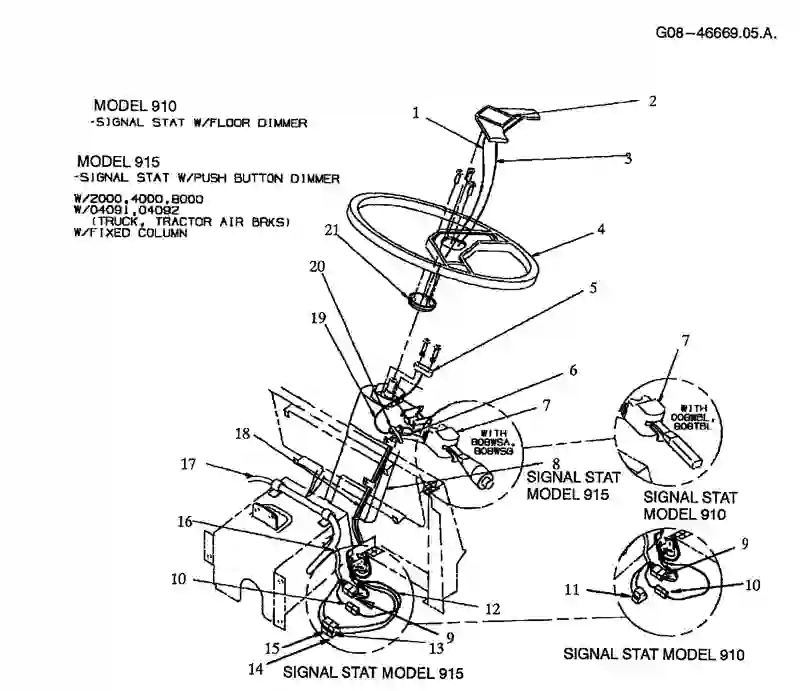 G08-46669.05.A.
MODEL 910
-SIGNAL STAT W/FLOOR DIMMER
MODEL 915
-SIGNAL STAT W/PUSH BUTTON DIMMER
W/2000,4000,8000
W/04091,04092
(TRUCK, TRACTOR AIR BRKS)
W/FIXED COLUMN
1
2
3
4
21
20
5
19
6
7
7
WITH
808WSA,
808WSG
WITH
008WBL,
808TBL
18
17
8
SIGNAL STAT
MODEL 915
SIGNAL STAT
MODEL 910
16
9
10
11
10
12
9
15
13
14
SIGNAL STAT MODEL 915
SIGNAL STAT MODEL 910